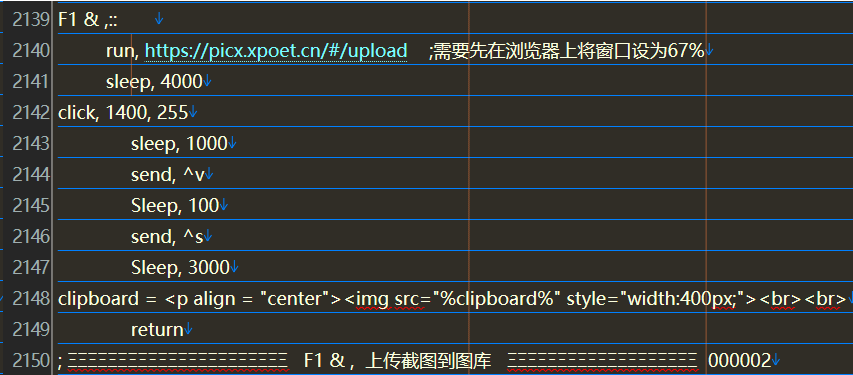 2139 F1 & ,::
2140 run, https://picx.xpoet.cn/#/upload ;需要先在浏览器上将窗口设为67%
2141 sleep, 4000
2142 click, 1400, 255
2143 sleep, 1000
2144 send, ^v
2145 Sleep, 100
2146 send, ^s
2147 Sleep, 3000
2148 clipboard = <p align = "center"><img src="%clipboard%" style="width:400px;"><br><br>
2149 return
2150 ; ΞΞΞΞΞΞΞΞΞΞΞΞΞΞΞΞΞΞΞΞ F1 & , 上传截图到图库 ΞΞΞΞΞΞΞΞΞΞΞΞΞΞΞΞΞ 000002